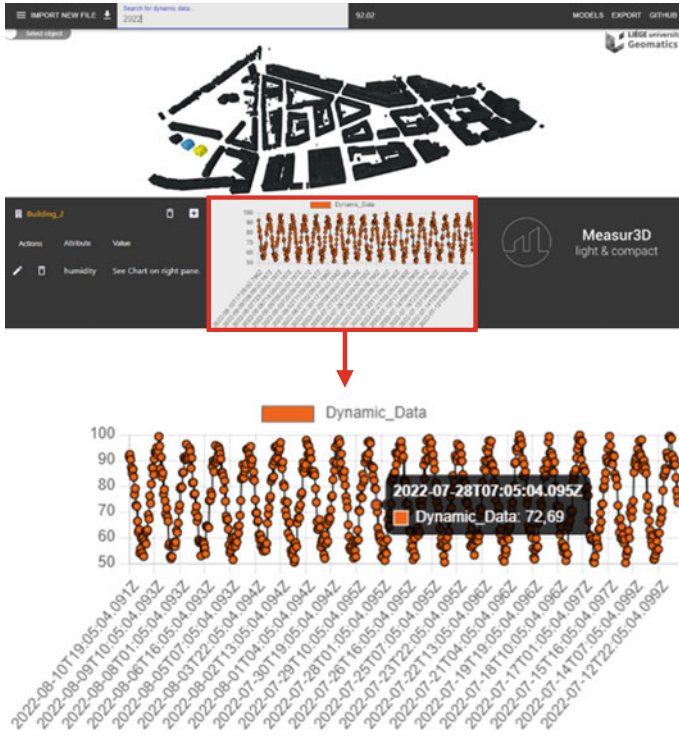 IMPORT NEW FILE
Search for dynamic data...
2022
92,02
MODELS EXPORT GITHUB
Select object
LIÈGE universit
Geomatics
Building_2
Actions Attribute Value
humidity See Chart on right pane.
Dynamic_Data
100
90
80
70
60
50
Measur3D
light & compact
Dynamic_Data
100
90
80
70
60
50
2022-07-28T07:05:04.095Z
Dynamic_Data: 72,69
2022-08-10T19:05:04.091Z
2022-08-09T10:05:04.093Z
2022-08-08T01:05:04.093Z
2022-08-06T16:05:04.093Z
2022-08-05T07:05:04.093Z
2022-08-03T22:05:04.094Z
2022-08-02T13:05:04.094Z
2022-08-01T04:05:04.094Z
2022-07-30T19:05:04.094Z
2022-07-29T10:05:04.095Z
2022-07-28T01:05:04.095Z
2022-07-26T16:05:04.095Z
2022-07-25T07:05:04.095Z
2022-07-23T22:05:04.095Z
2022-07-22T13:05:04.096Z
2022-07-21T04:05:04.096Z
2022-07-19T19:05:04.096Z
2022-07-18T10:05:04.096Z
2022-07-17T01:05:04.097Z
2022-07-15T16:05:04.097Z
2022-07-14T07:05:04.099Z
2022-07-12T22:05:04.099Z